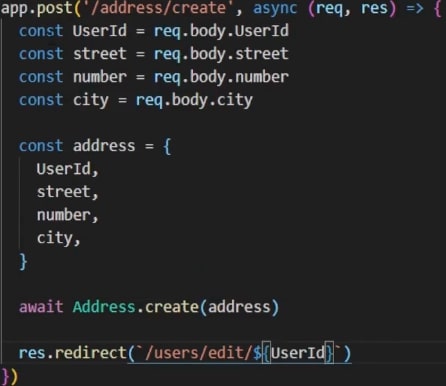 app.post('/address/create', async (req, res) => {
const UserId = req.body.UserId
const street = req.body.street
const number = req.body.number
const city = req.body.city
const address = {
UserId,
street,
number,
city,
}
await Address.create(address)
res.redirect(`/users/edit/${UserId}`)
})